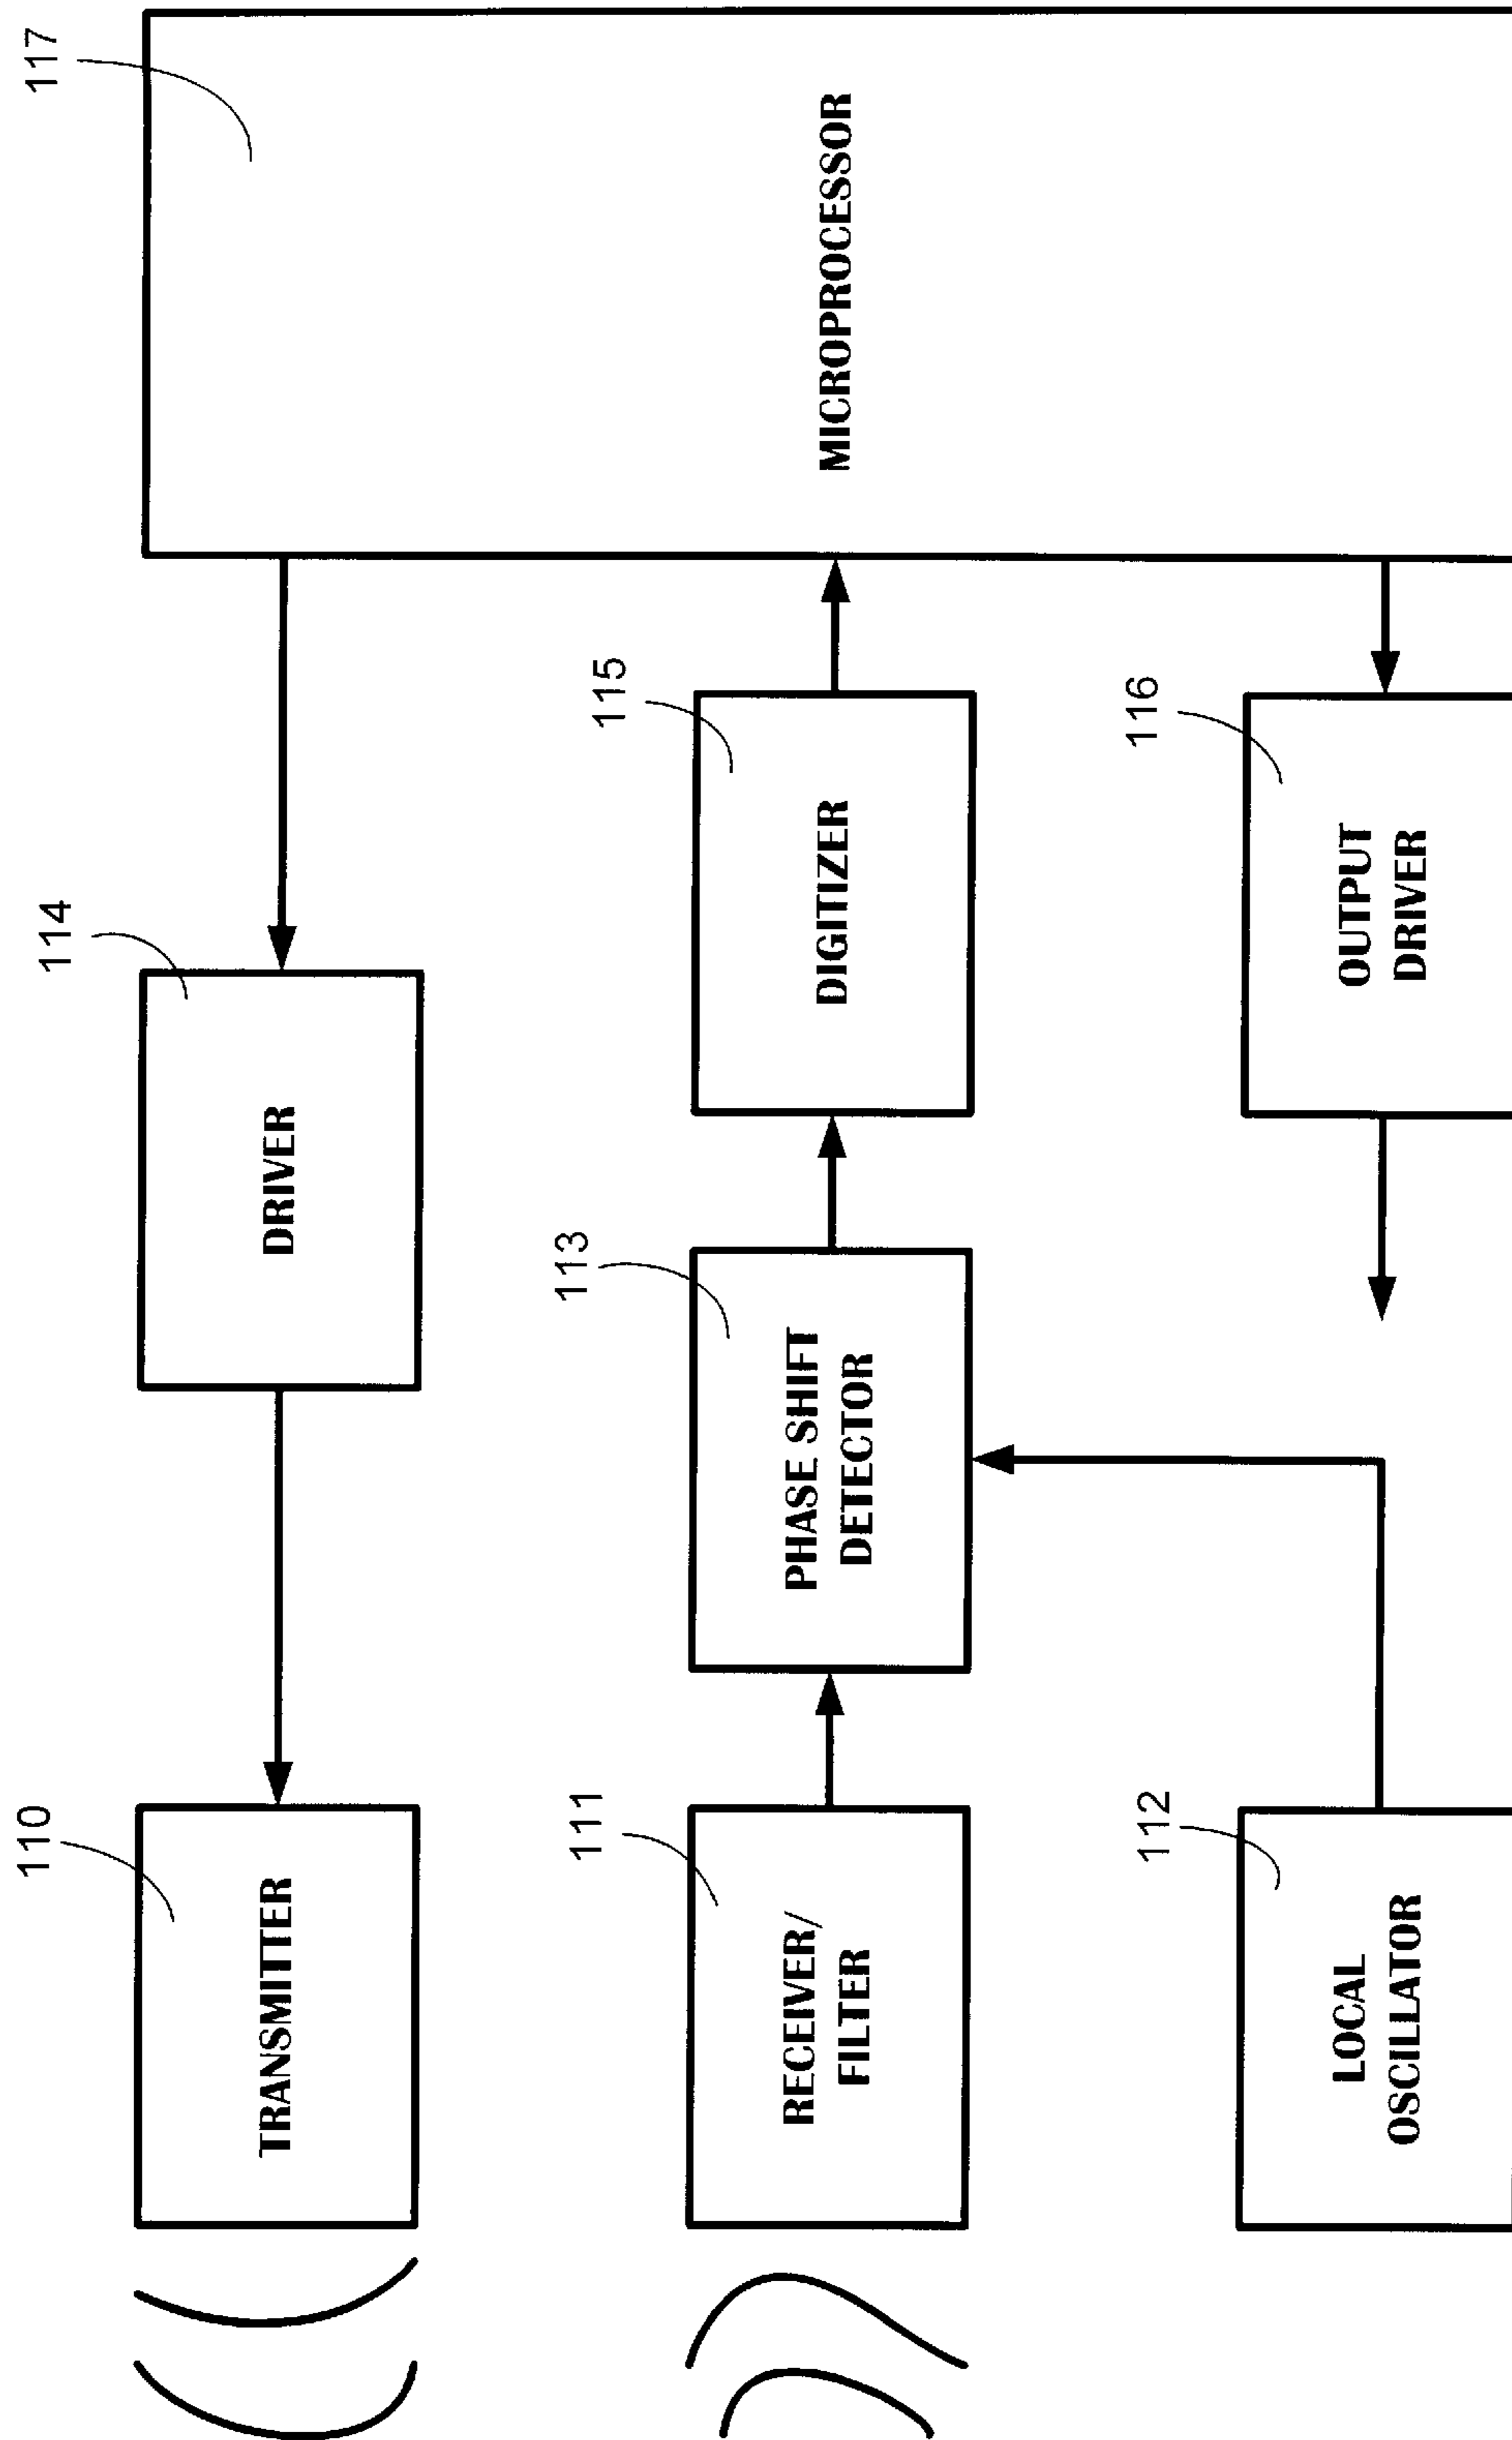 110
TRANSMITTER
114
DRIVER
117
MICROPROCESSOR
111
RECEIVER/
FILTER
113
PHASE SHIFT
DETECTOR
115
DIGITIZER
112
LOCAL
OSCILLATOR
116
OUTPUT
DRIVER